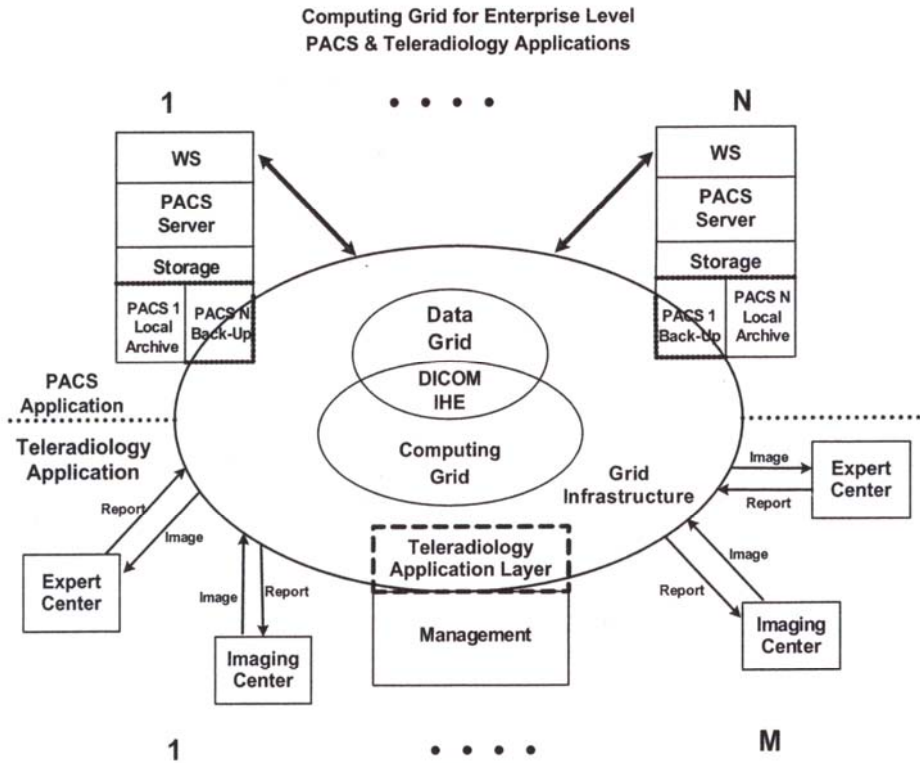 Computing Grid for Enterprise Level
PACS & Teleradiology Applications
1
• • • •
N
WS
PACS
Server
Storage
PACS 1
Local
Archive
PACS N
Back-Up
WS
PACS
Server
Storage
PACS 1
Back-Up
PACS N
Local
Archive
Data
Grid
DICOM
IHE
Computing
Grid
Grid
Infrastructure
PACS
Application
Teleradiology
Application
Report
Image
Expert
Center
Image
Report
Imaging
Center
Teleradiology
Application Layer
Management
Image
Report
Expert
Center
Image
Report
Imaging
Center
1
• • • •
M